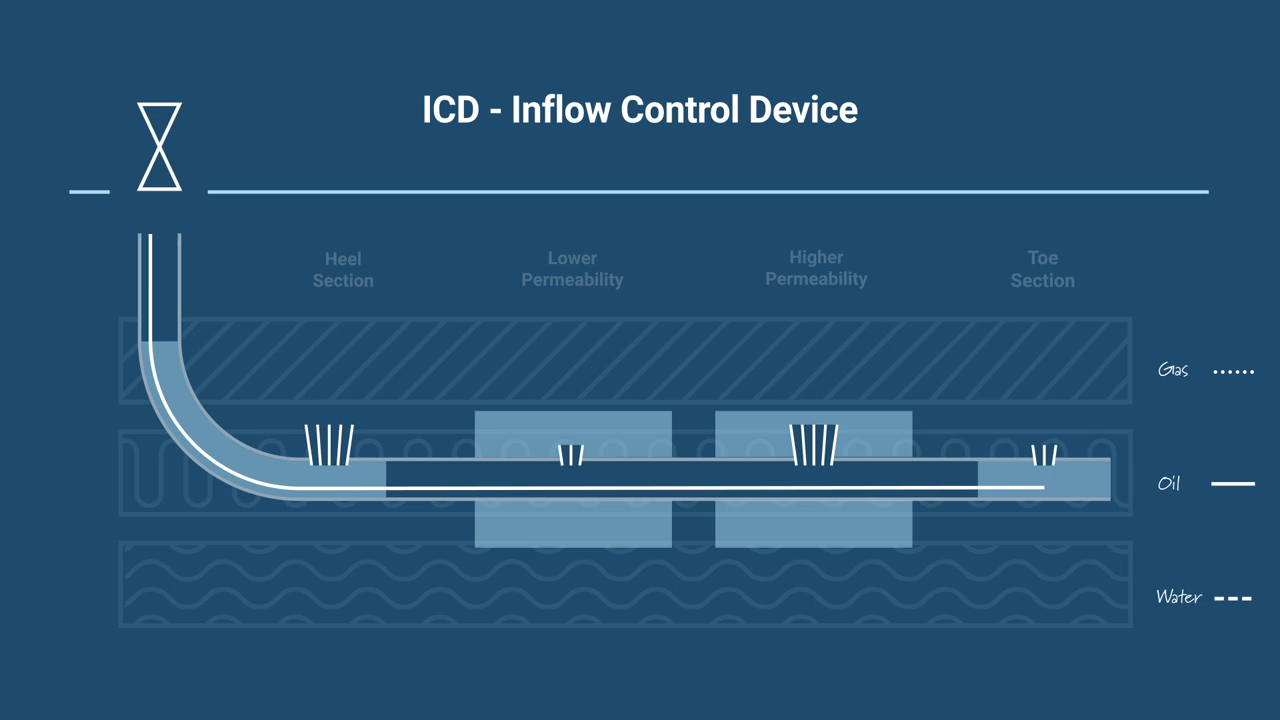 ICD - Inflow Control Device
Heel
Section
Lower
Permeability
Higher
Permeability
Toe
Section
Gas
Oil
Water